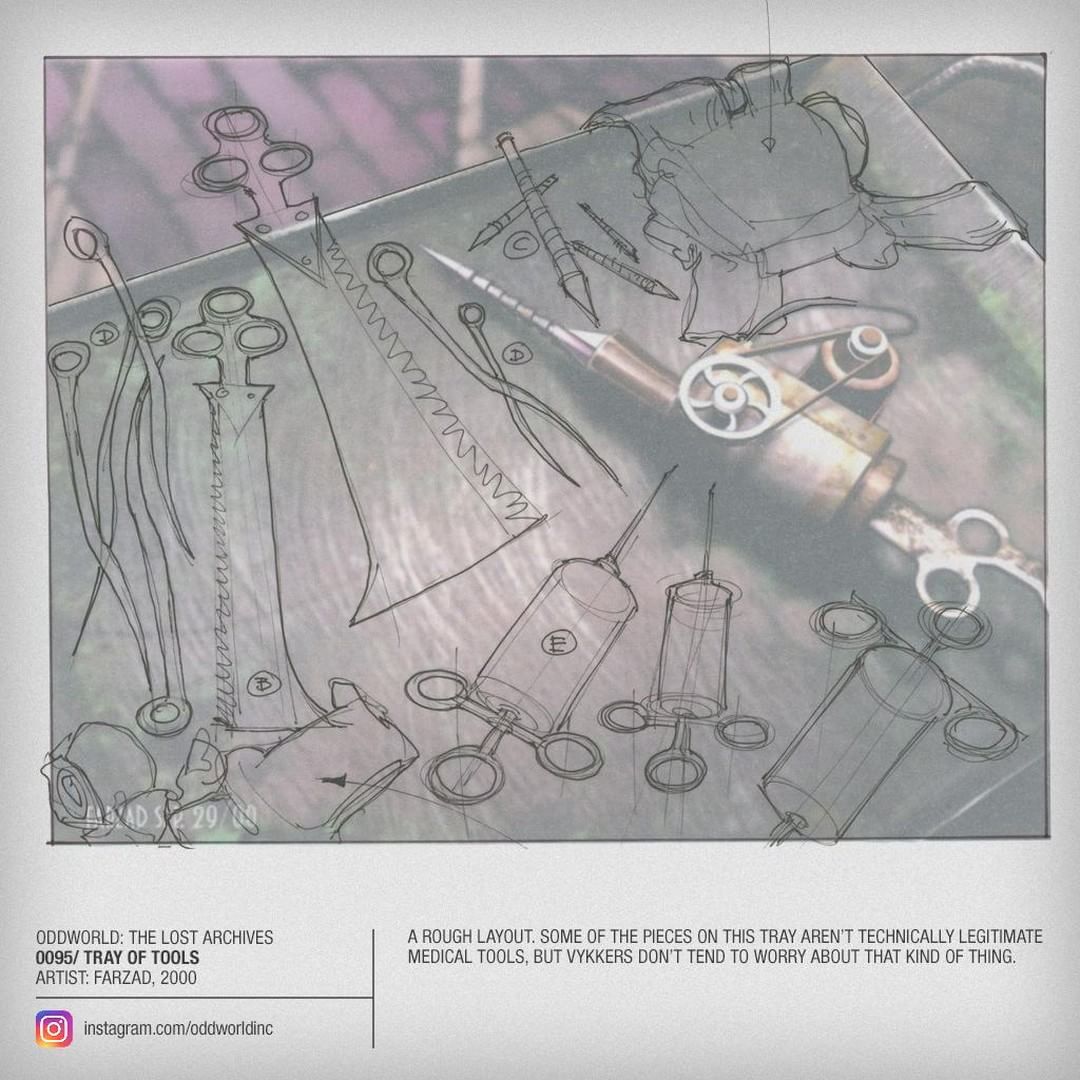 C
D
D
E
B
FARZAD SEP. 29/00
ODDWORLD: THE LOST ARCHIVES
0095/ TRAY OF TOOLS
ARTIST: FARZAD, 2000
A ROUGH LAYOUT. SOME OF THE PIECES ON THIS TRAY AREN'T TECHNICALLY LEGITIMATE
MEDICAL TOOLS, BUT VYKKERS DON'T TEND TO WORRY ABOUT THAT KIND OF THING.
instagram.com/oddworldinc